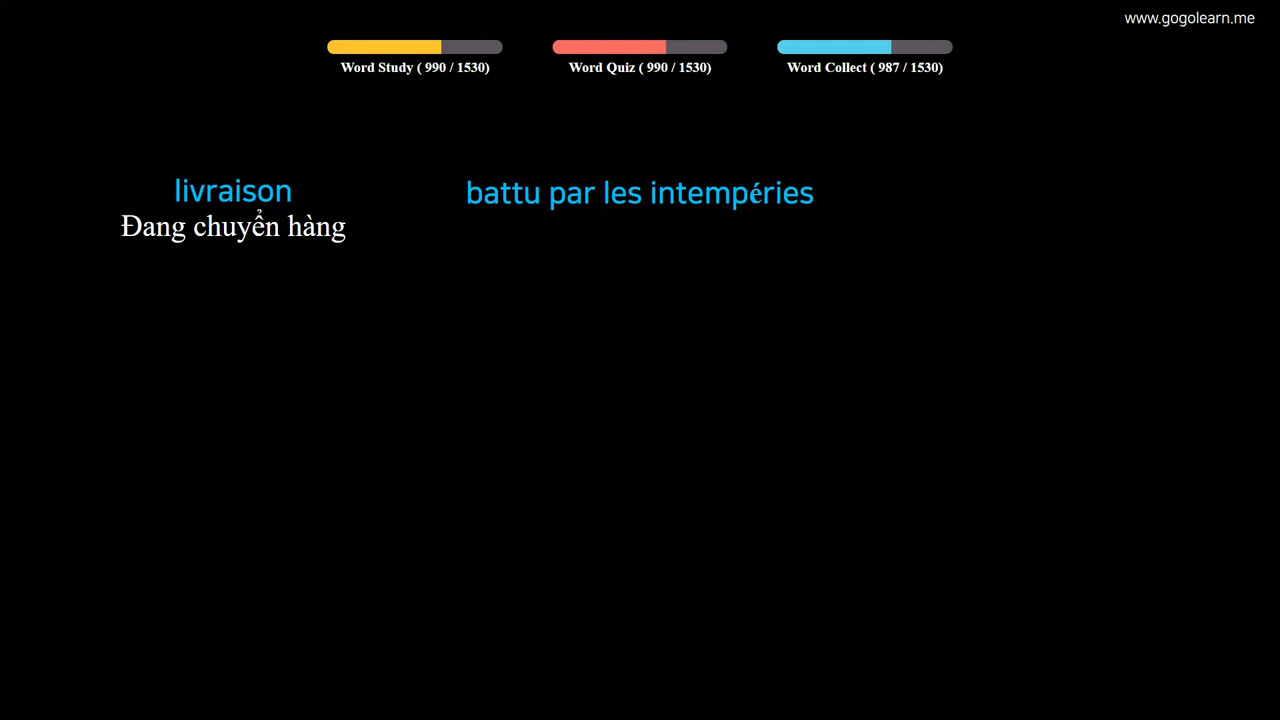 www.gogolearn.me
Word Study ( 990 / 1530)
Word Quiz ( 990 / 1530)
Word Collect ( 987 / 1530)
livraison
Đang chuyển hàng
battu par les intempéries